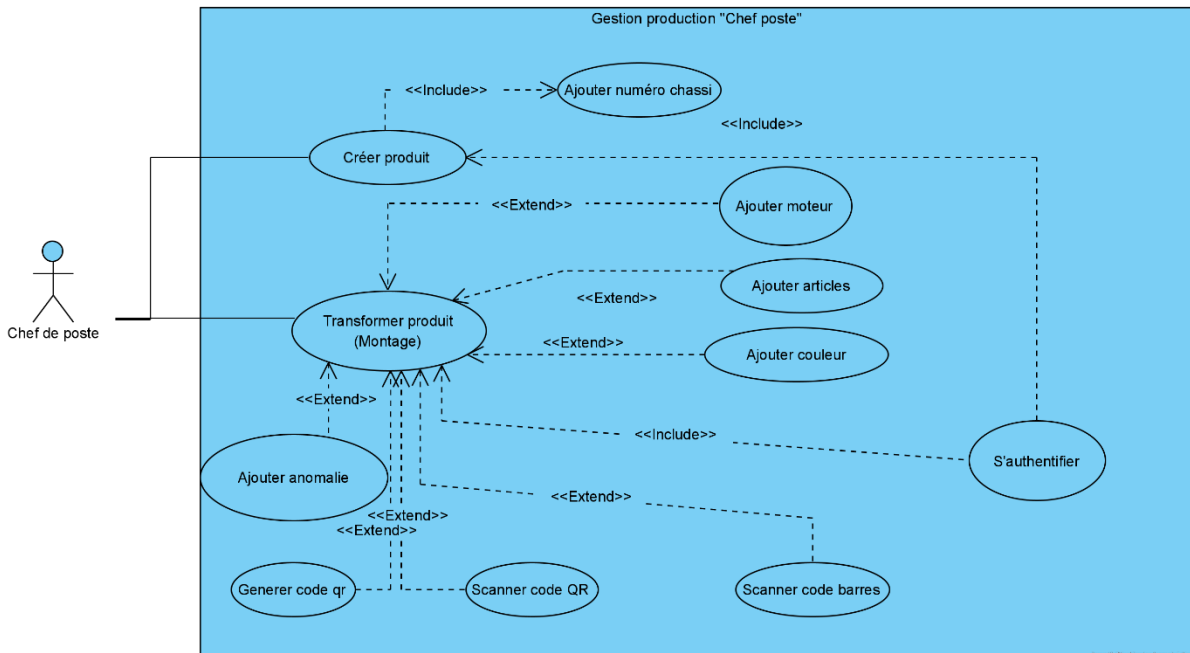 Gestion production "Chef poste"
<<Include>>
Ajouter numéro chassi
<<Include>>
Créer produit
<<Extend>>
Ajouter moteur
Ajouter articles
<<Extend>>
Chef de poste
Transformer produit
(Montage)
<<Extend>>
Ajouter couleur
<<Extend>>
<<Include>>
S'authentifier
Ajouter anomalie
<<Extend>>
<<Extend>>
<<Extend>>
Generer code qr
Scanner code QR
Scanner code barres